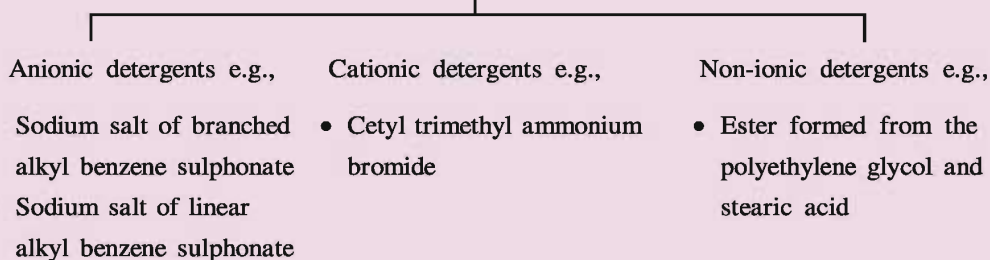 Anionic detergents e.g.,
Sodium salt of branched
alkyl benzene sulphonate
Sodium salt of linear
alkyl benzene sulphonate
Cationic detergents e.g.,
• Cetyl trimethyl ammonium
bromide
Non-ionic detergents e.g.,
• Ester formed from the
polyethylene glycol and
stearic acid